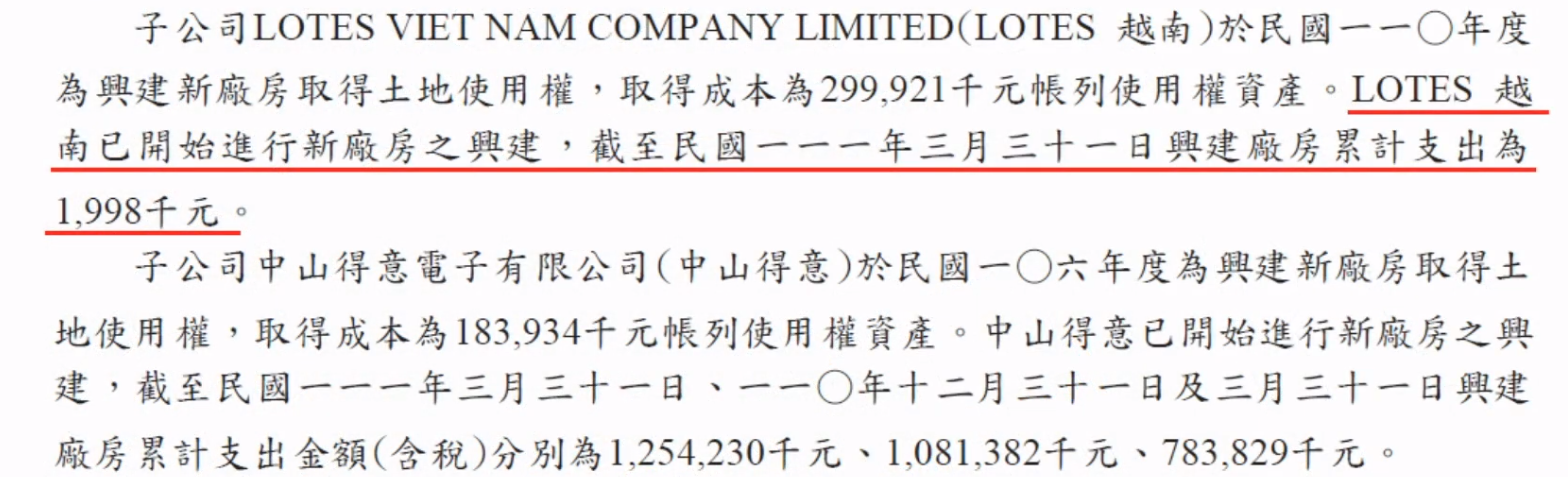 子公司LOTES VIET NAM COMPANY LIMITED(LOTES 越南)於民國一一〇年度
為興建新廠房取得土地使用權，取得成本為299,921千元帳列使用權資產。LOTES 越
南已開始進行新廠房之興建，截至民國一一一年三月三十一日興建廠房累計支出為
1,998千元。
子公司中山得意電子有限公司(中山得意)於民國一〇六年度為興建新廠房取得土
地使用權，取得成本為183,934千元帳列使用權資產。中山得意已開始進行新廠房之興
建，截至民國一一一年三月三十一日、一一〇年十二月三十一日及三月三十一日興建
廠房累計支出金額(含稅)分別為1,254,230千元、1,081,382千元、783,829千元。